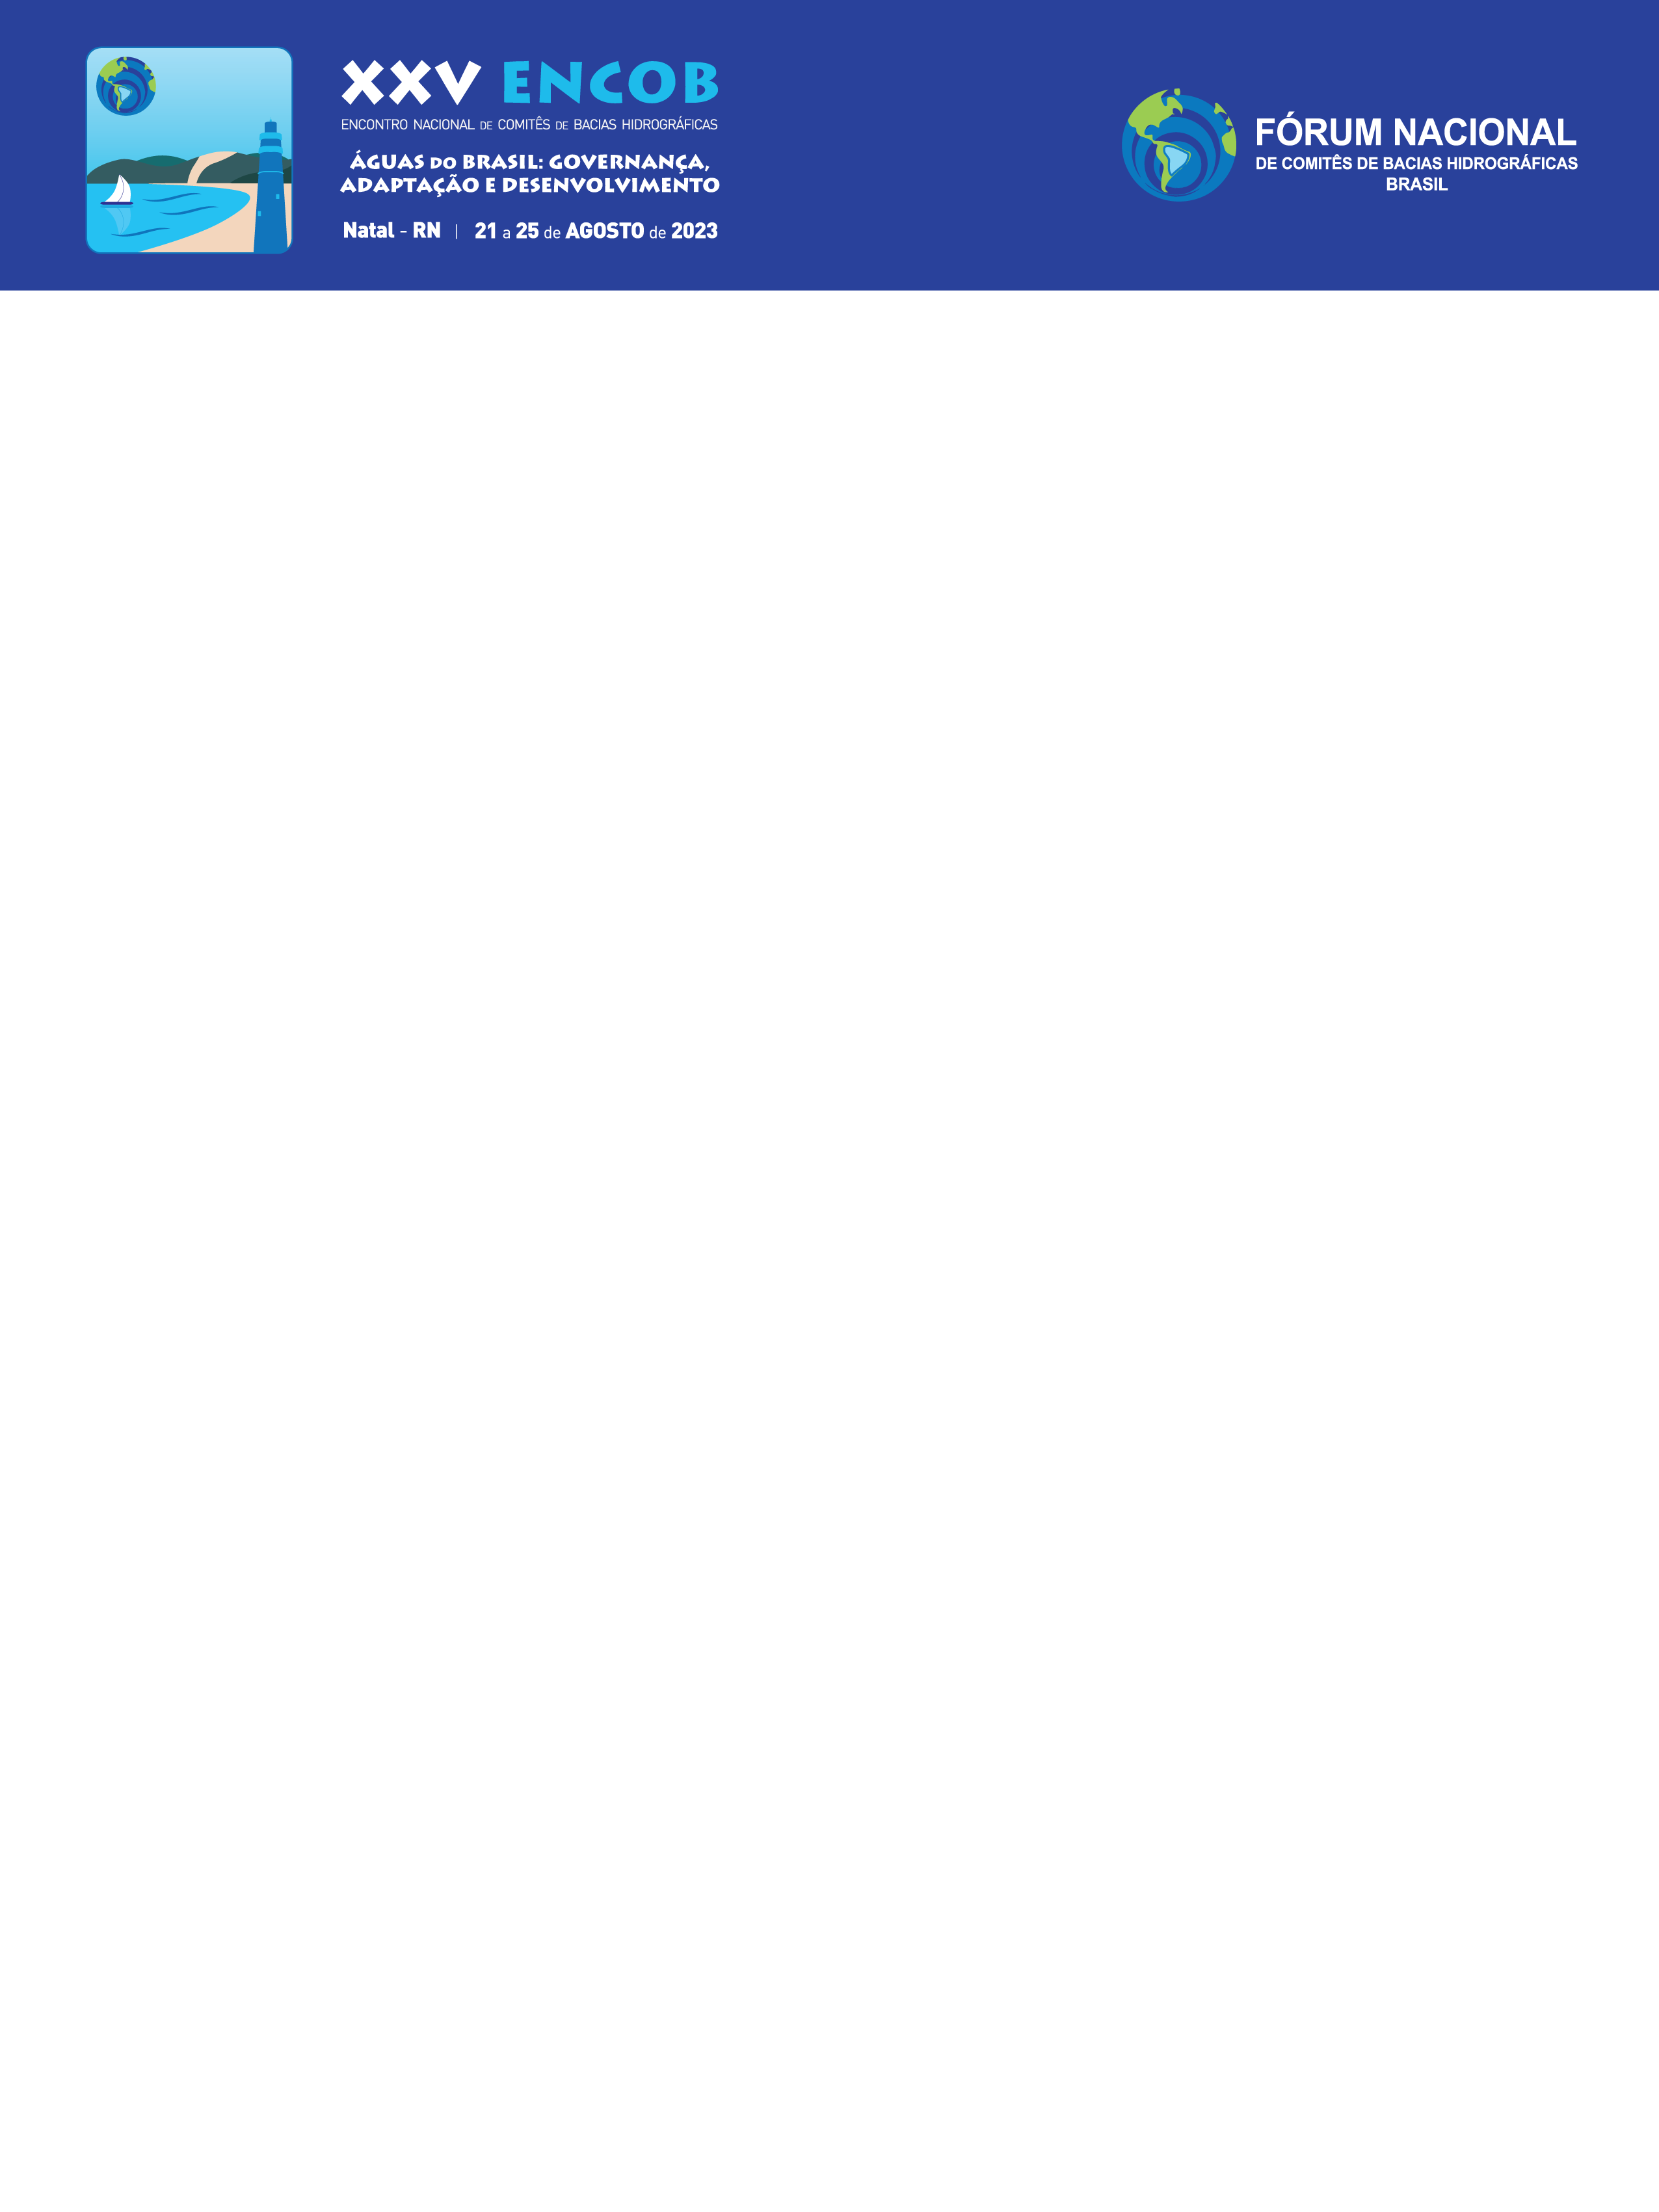 XXV ENCOB
ENCONTRO NACIONAL DE COMITÊS DE BACIAS HIDROGRÁFICAS
ÁGUAS DO BRASIL: GOVERNANÇA,
ADAPTAÇÃO E DESENVOLVIMENTO
Natal - RN | 21 a 25 de AGOSTO de 2023
FÓRUM NACIONAL
DE COMITÊS DE BACIAS HIDROGRÁFICAS
BRASIL